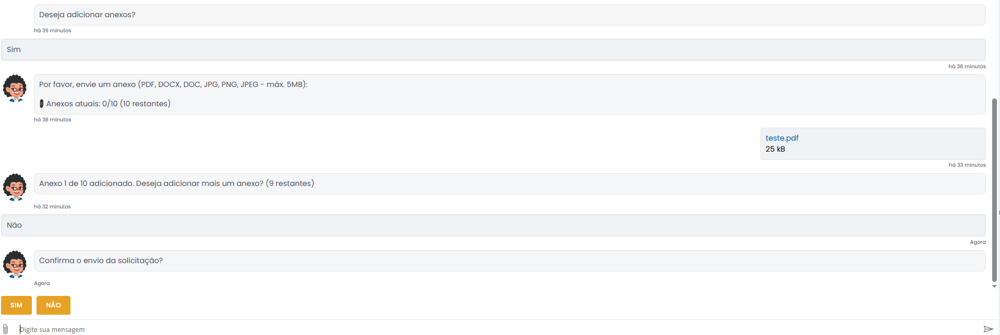 Deseja adicionar anexos?
há 39 minutos
Sim
há 38 minutos
Por favor, envie um anexo (PDF, DOCX, DOC, JPG, PNG, JPEG - máx. 5MB):
Anexos atuais: 0/10 (10 restantes)
há 38 minutos
teste.pdf
25 kB
há 33 minutos
Anexo 1 de 10 adicionado. Deseja adicionar mais um anexo? (9 restantes)
há 32 minutos
Não
Agora
Confirma o envio da solicitação?
Agora
SIM
NÃO
Digite sua mensagem